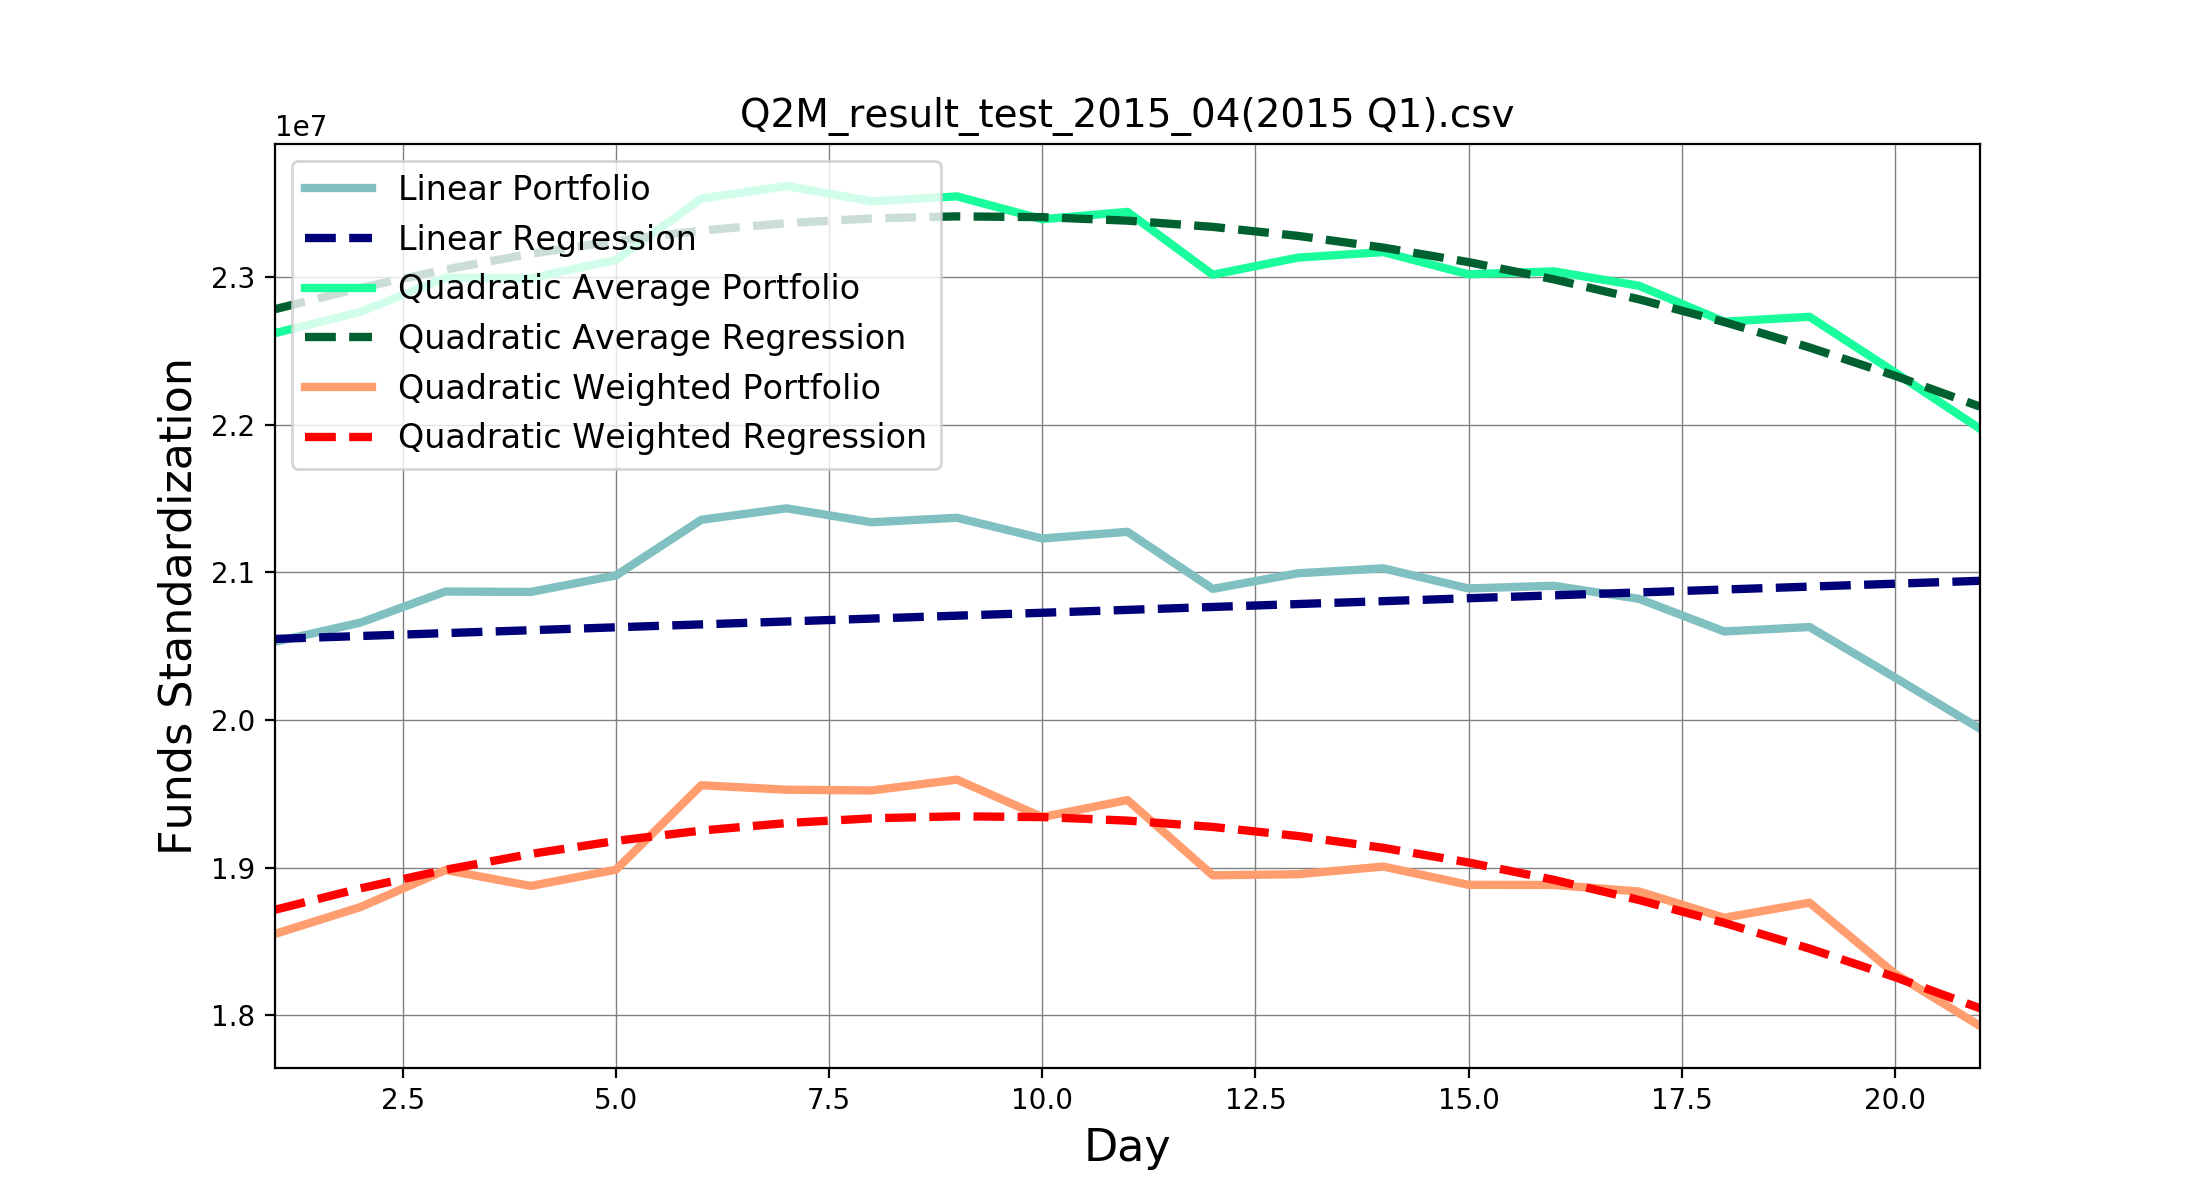 Q2M_result_test_2015_04(2015 Q1).csv
1e7
Linear Portfolio
Linear Regression
Quadratic Average Portfolio
Quadratic Average Regression
Quadratic Weighted Portfolio
Quadratic Weighted Regression
Funds Standardization
2.3
2.2
2.1
2.0
1.9
1.8
2.5 5.0 7.5 10.0 12.5 15.0 17.5 20.0
Day